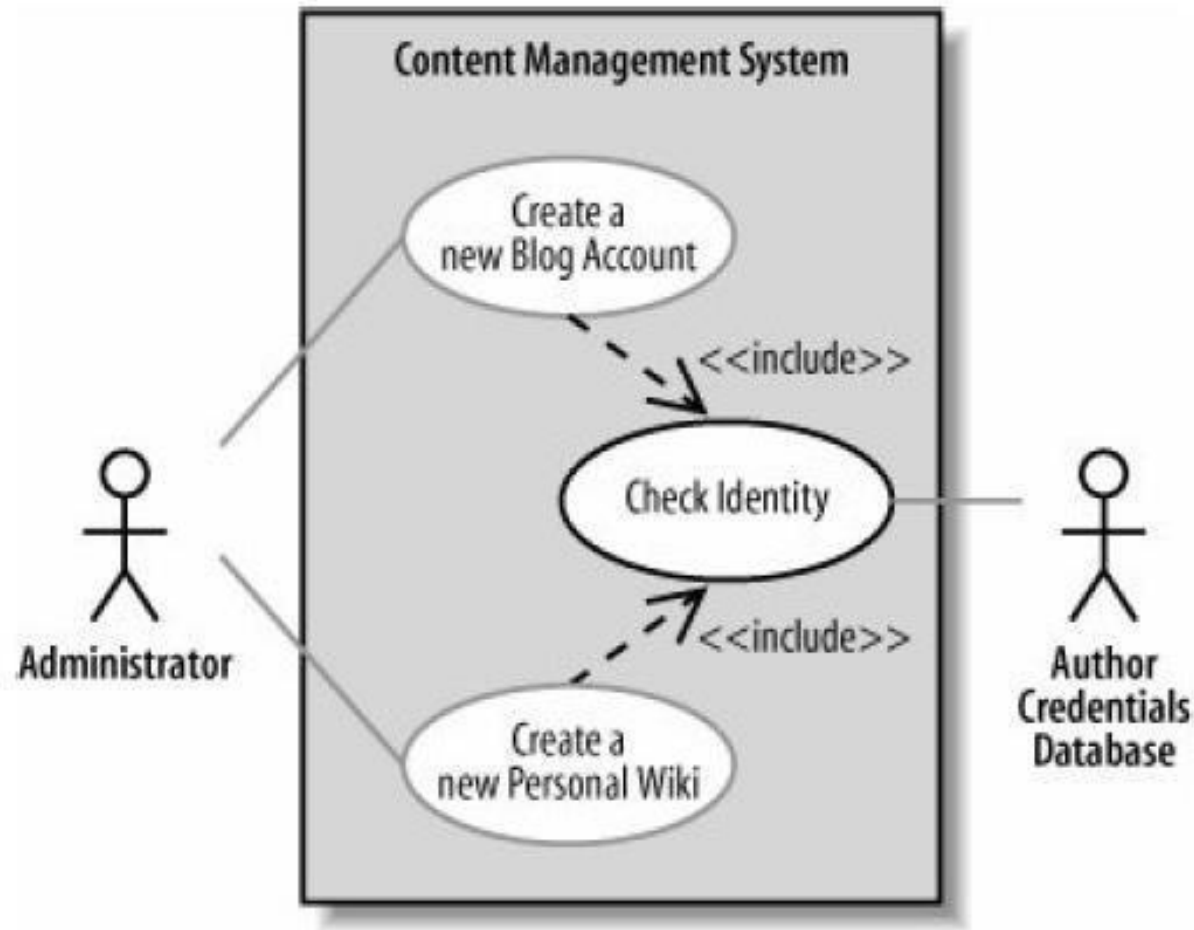 Content Management System
Create a
new Blog Account
<<include>>
Check Identity
<<include>>
Administrator
Author
Credentials
Database
Create a
new Personal Wiki